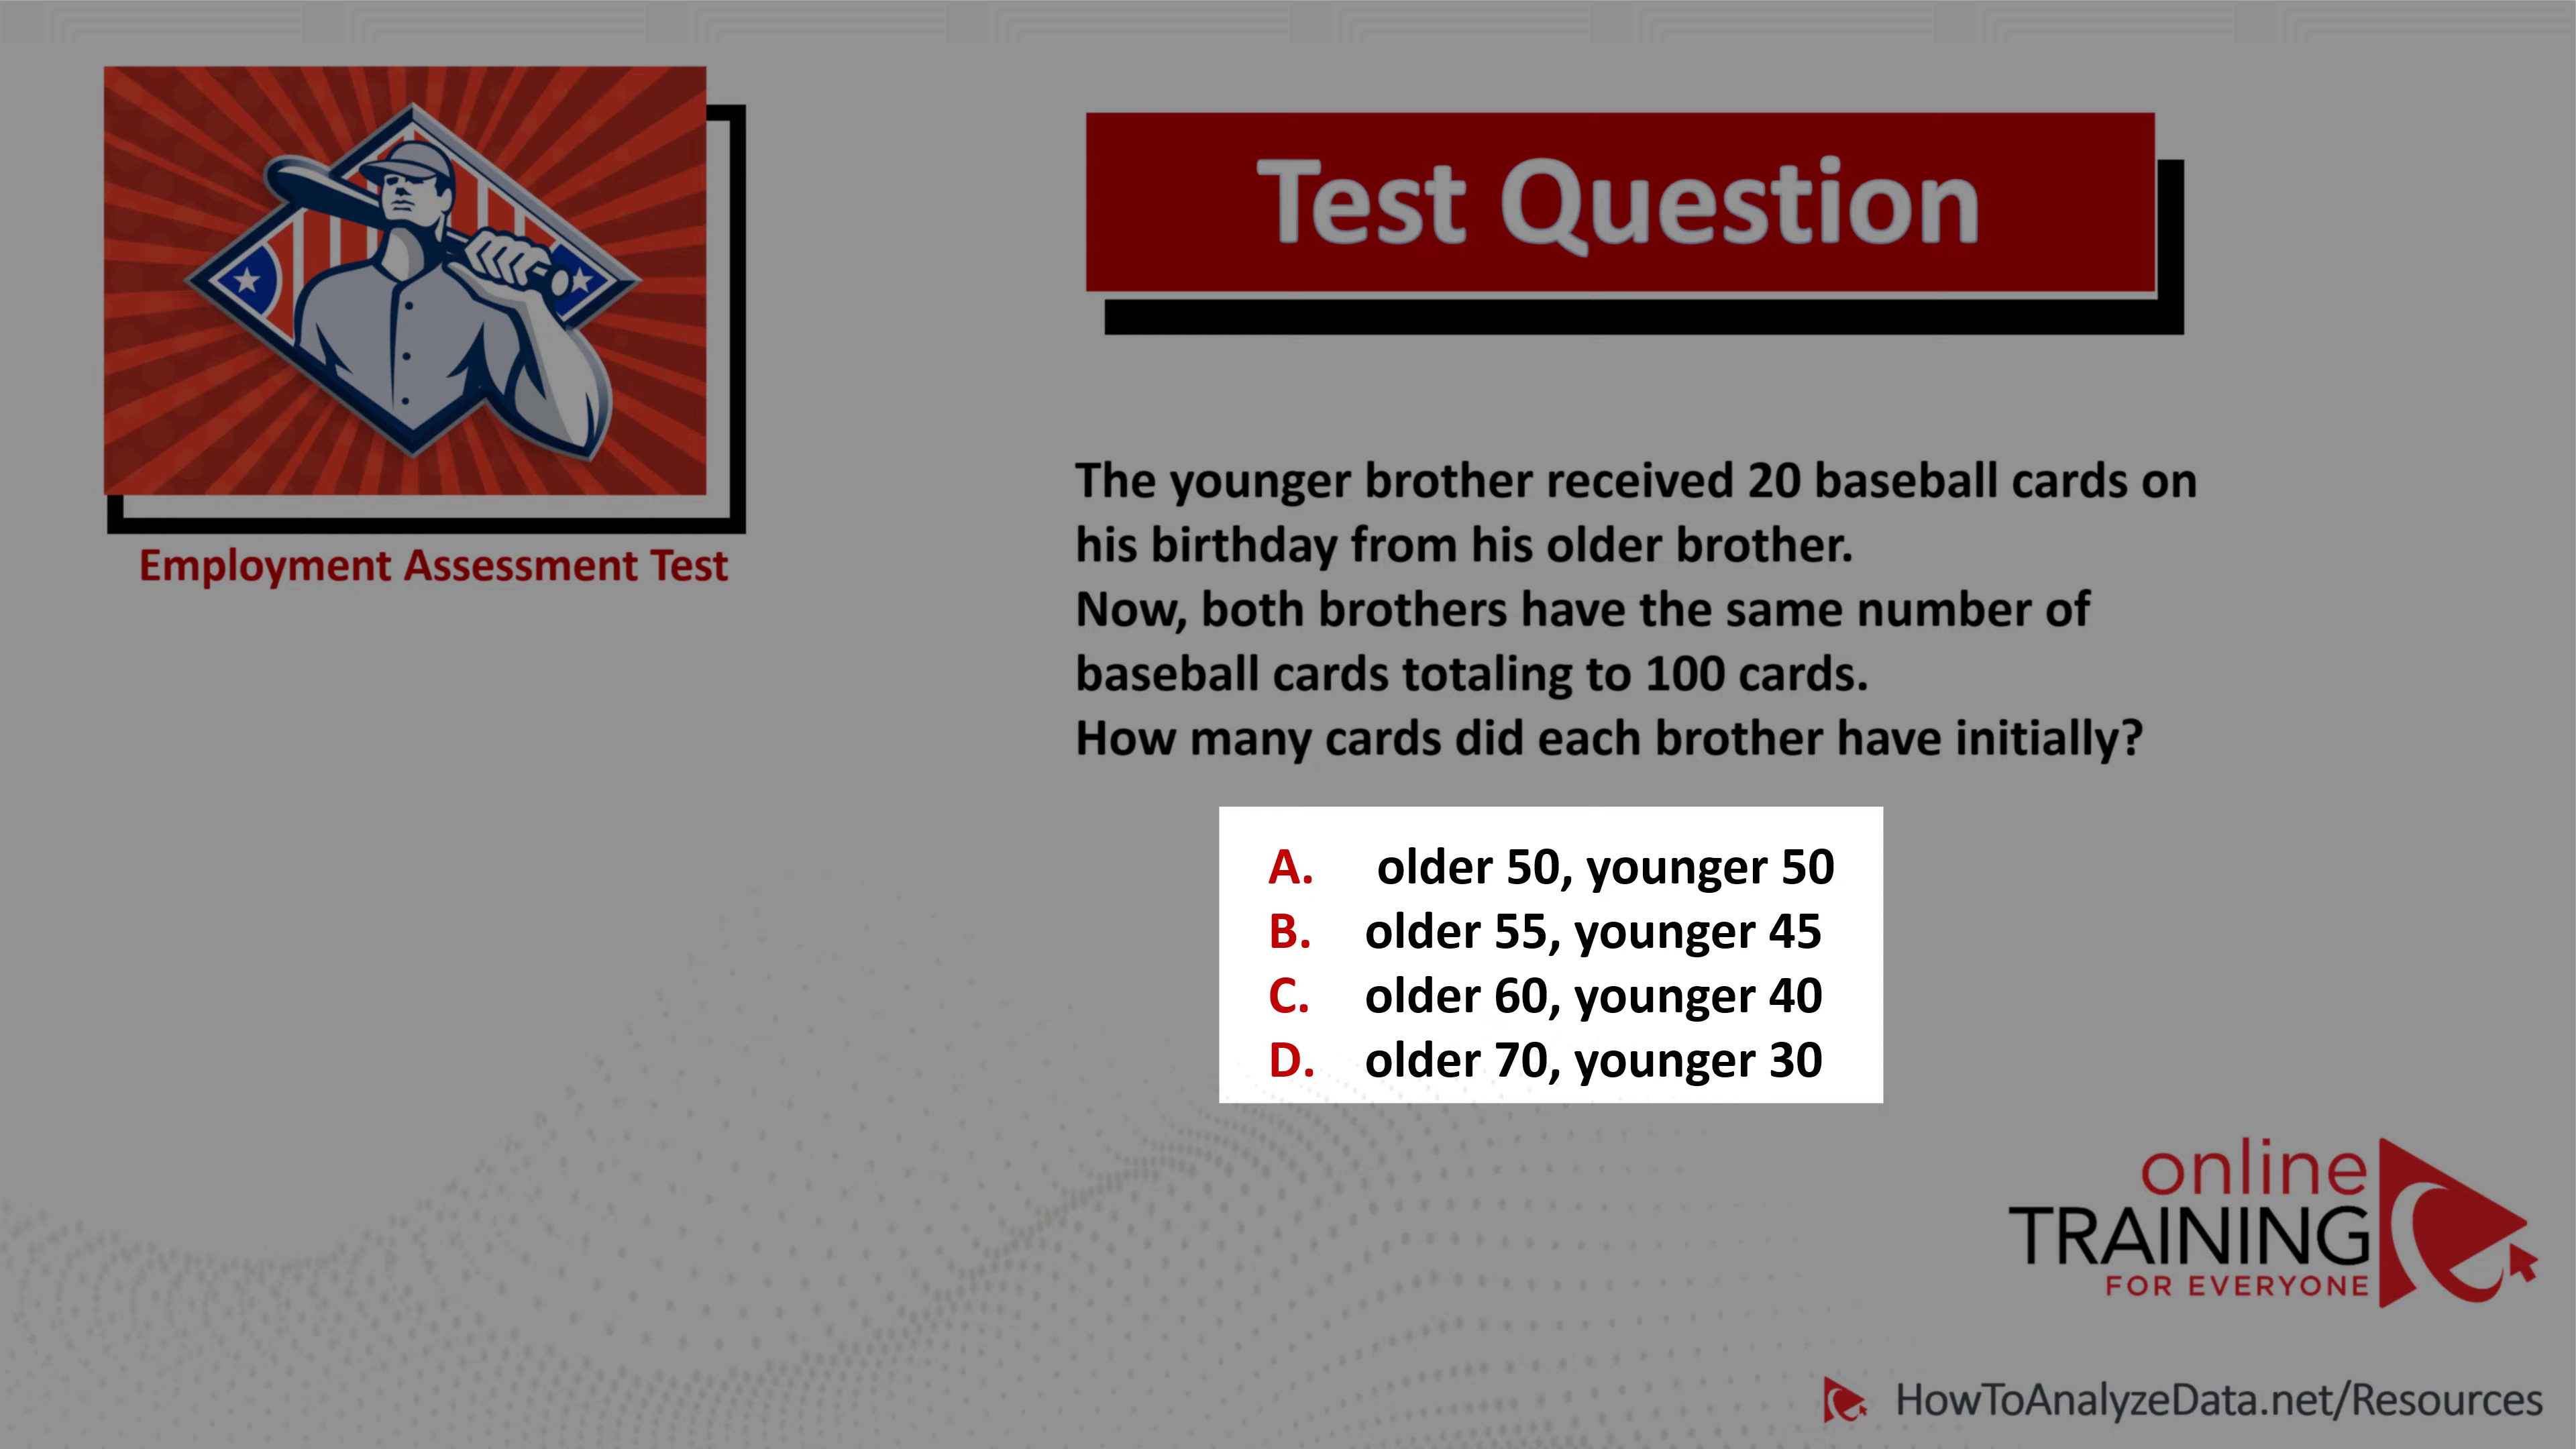 Test Question
Employment Assessment Test
The younger brother received 20 baseball cards on
his birthday from his older brother.
Now, both brothers have the same number of
baseball cards totaling to 100 cards.
How many cards did each brother have initially?
A. older 50, younger 50
B. older 55, younger 45
C. older 60, younger 40
D. older 70, younger 30
online
TRAINING
FOR EVERYONE
HowToAnalyzeData.net/Resources